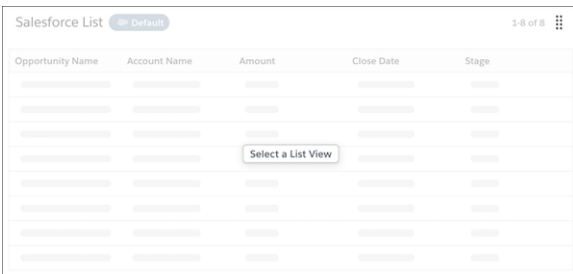 Salesforce List Default 1-8 of 8
Opportunity Name Account Name Amount Close Date Stage
Select a List View